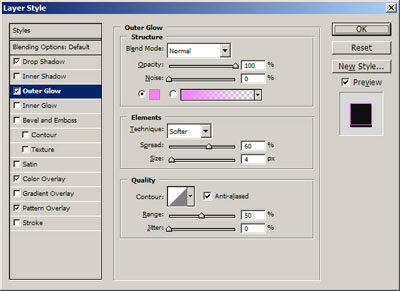 Layer Style
Styles
Blending Options: Default
Drop Shadow
Inner Shadow
Outer Glow
Inner Glow
Bevel and Emboss
Contour
Texture
Satin
Color Overlay
Gradient Overlay
Pattern Overlay
Stroke
Outer Glow
Structure
Blend Mode: Normal
Opacity: 100 %
Noise: 0 %
Elements
Technique: Softer
Spread: 60 %
Size: 4 px
Quality
Contour: Anti-aliased
Range: 50 %
Jitter: 0 %
OK
Reset
New Style...
Preview